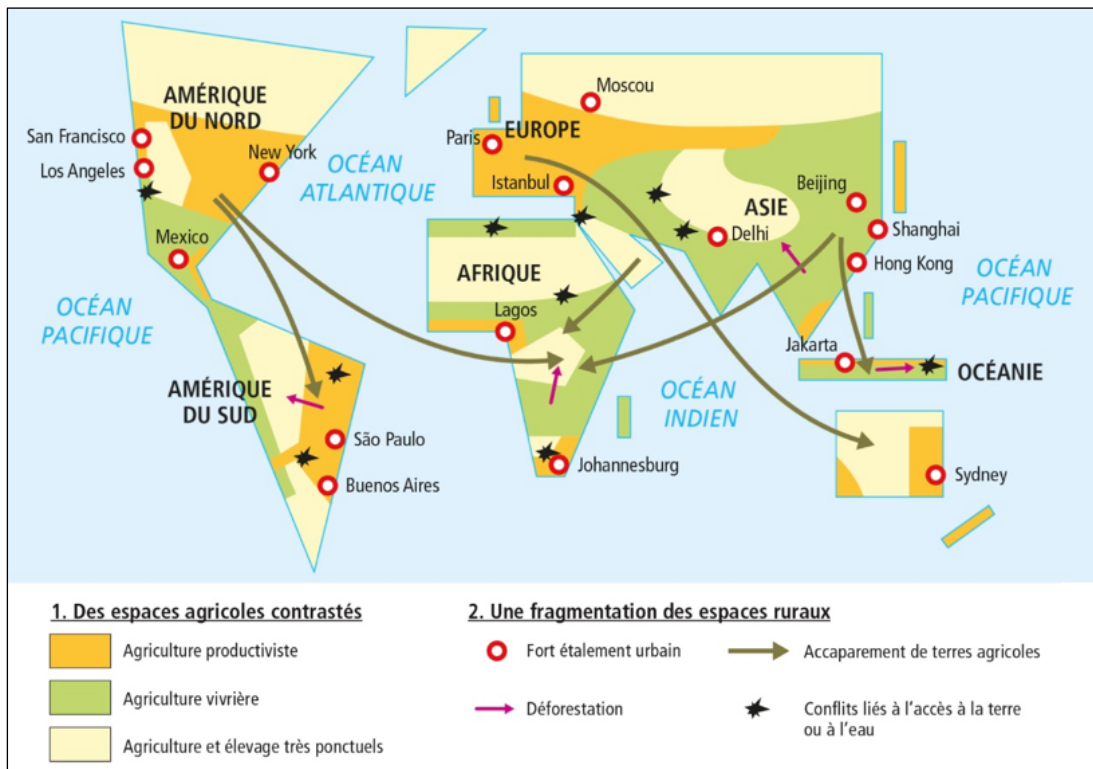 AMÉRIQUE
DU NORD
San Francisco
Los Angeles
New York
Mexico
OCÉAN
ATLANTIQUE
OCÉAN
PACIFIQUE
AMÉRIQUE
DU SUD
São Paulo
Buenos Aires
Moscou
Paris
EUROPE
Istanbul
ASIE
Beijing
Shanghai
Delhi
Hong Kong
OCÉAN
PACIFIQUE
AFRIQUE
Lagos
Johannesburg
OCÉAN
INDIEN
Jakarta
OCÉANIE
Sydney
1. Des espaces agricoles contrastés
Agriculture productiviste
Agriculture vivrière
Agriculture et élevage très ponctuels
2. Une fragmentation des espaces ruraux
Fort étalement urbain
Accaparement de terres agricoles
Déforestation
Conflits liés à l'accès à la terre
ou à l'eau